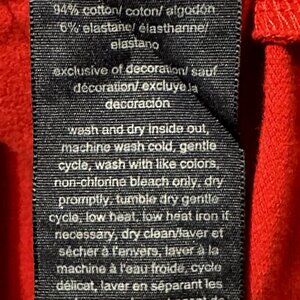 94% cotton/ coton/ algodón
6% elastane/ élasthanne/
elastano
exclusive of decoration/ sauf
décoration/ excluye la
decoración
wash and dry inside out,
machine wash cold, gentle
cycle, wash with like colors,
non-chlorine bleach only, dry
promptly, tumble dry gentle
cycle, low heat, low heat iron if
necessary, dry clean/laver et
sécher à l'envers, laver à la
machine à l'eau froide, cycle
délicat, laver en séparant les